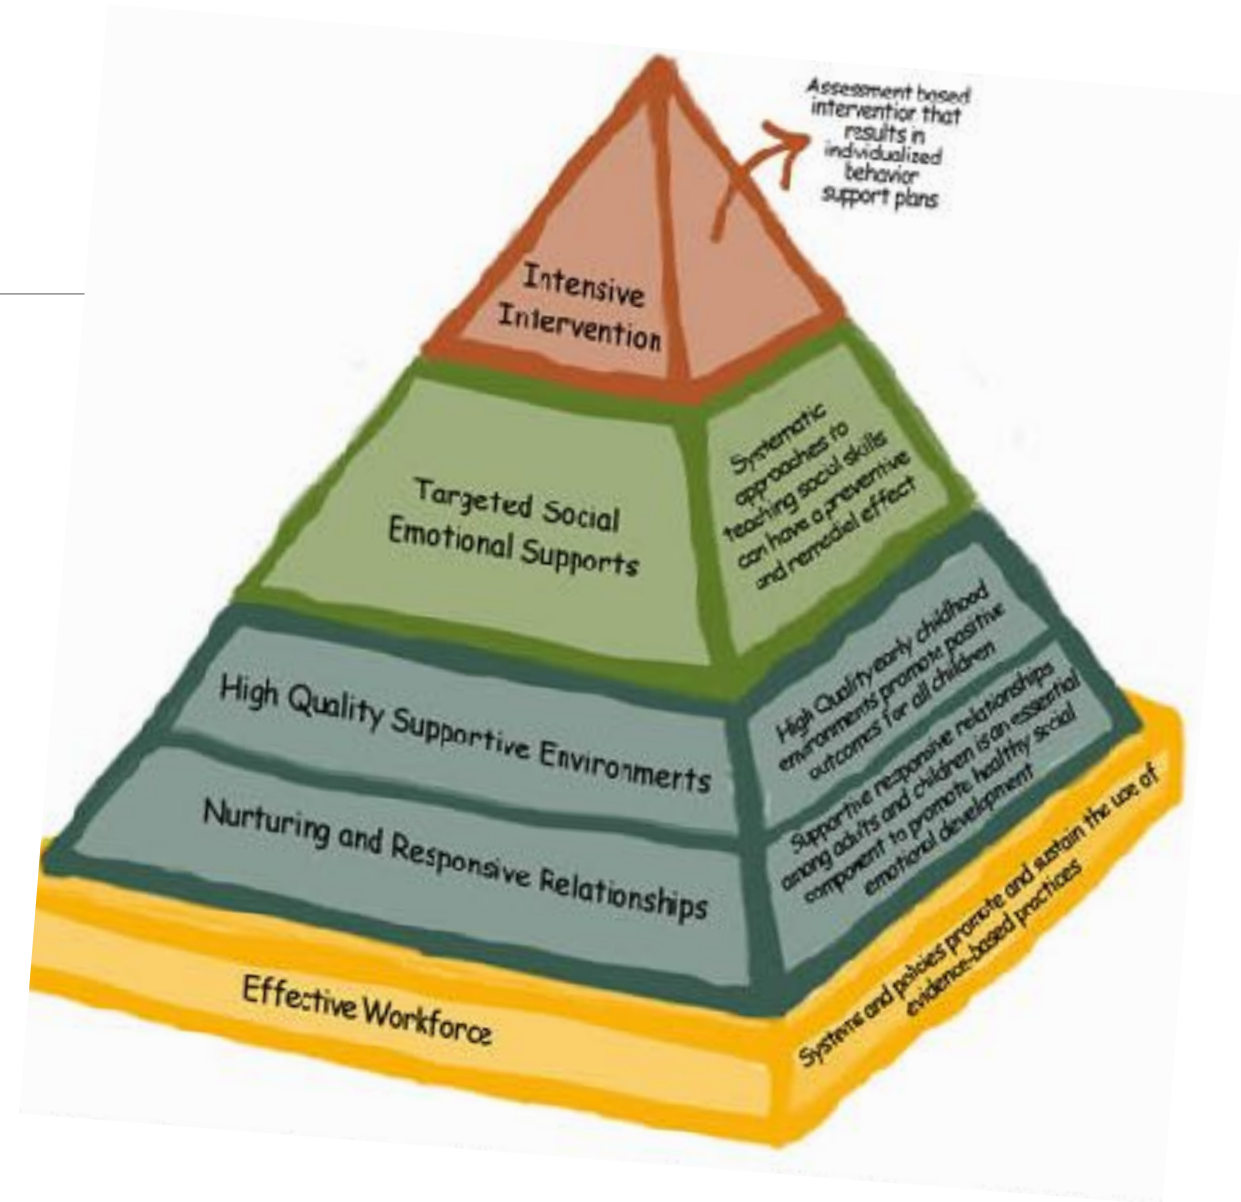 Assessment based
intervention that
results in
individualized
behavior
support plans
Intensive
Intervention
Systematic
approaches to
teaching social skills
can have a preventive
and remedial effect
Targeted Social
Emotional Supports
High Quality early childhood
environments promote positive
outcomes for all children
High Quality Supportive Environments
Supportive responsive relationships
among adults and children is an essential
component to promote healthy social
emotional development
Nurturing and Responsive Relationships
Systems and policies promote and sustain the use of
evidence-based practices
Effective Workforce